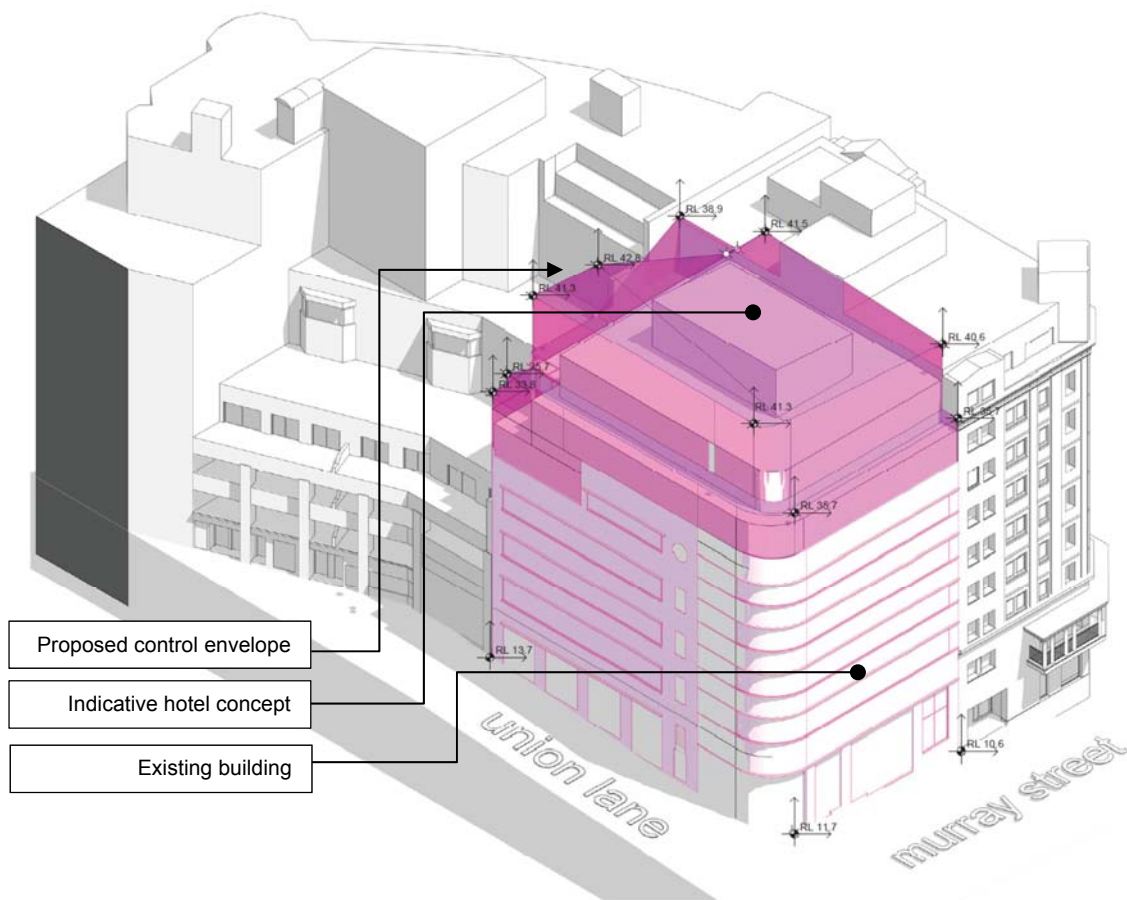 RL 38,9
RL 41,5
RL 42,8
RL 41,3
RL 40,6
RL 33,8
RL 41,3
RL 35,7
Proposed control envelope
RL 13,7
Indicative hotel concept
Existing building
union lane
murray street
RL 10,6
RL 11,7